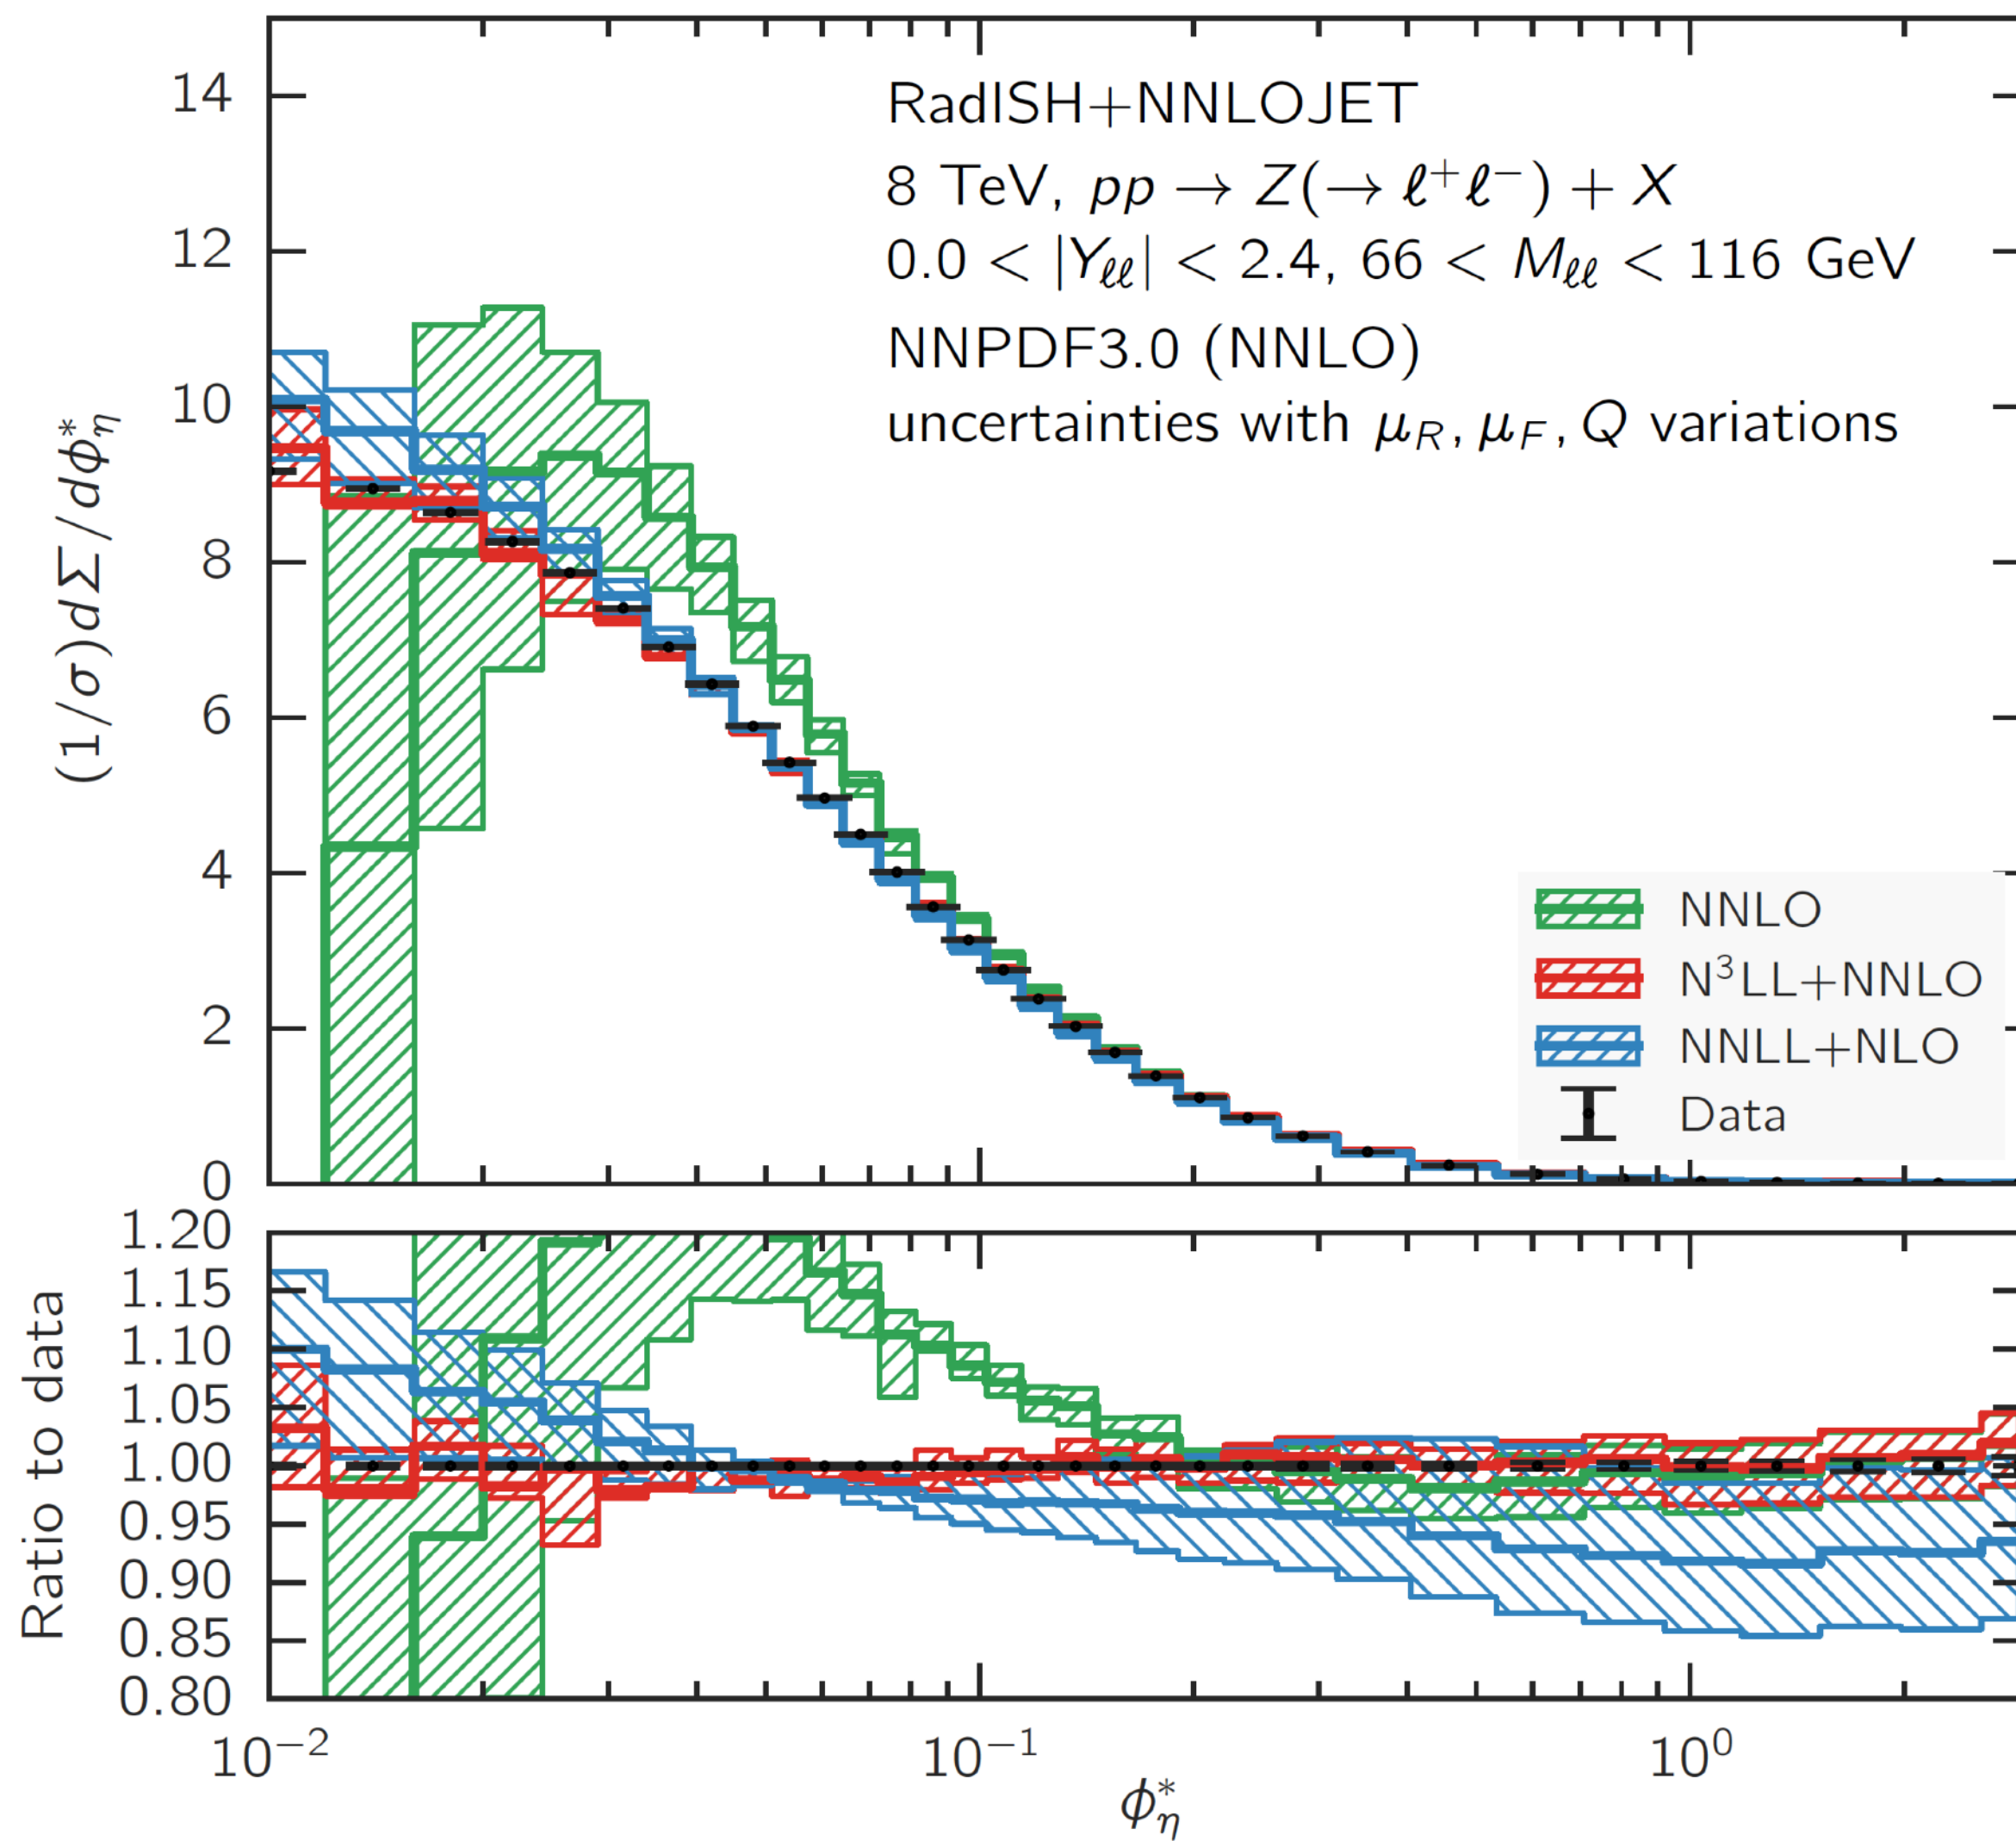 RadISH+NNLOJET
8 TeV, pp → Z(→ ℓ⁺ℓ⁻) + X
0.0 < |Yℓℓ| < 2.4, 66 < Mℓℓ < 116 GeV
NNPDF3.0 (NNLO)
uncertainties with μR, μF, Q variations
(1/σ)dΣ/dϕ*η
14
12
10
8
6
4
2
0
NNLO
N³LL+NNLO
NNLL+NLO
Data
Ratio to data
1.20
1.15
1.10
1.05
1.00
0.95
0.90
0.85
0.80
10⁻² 10⁻¹ 10⁰
ϕ*η